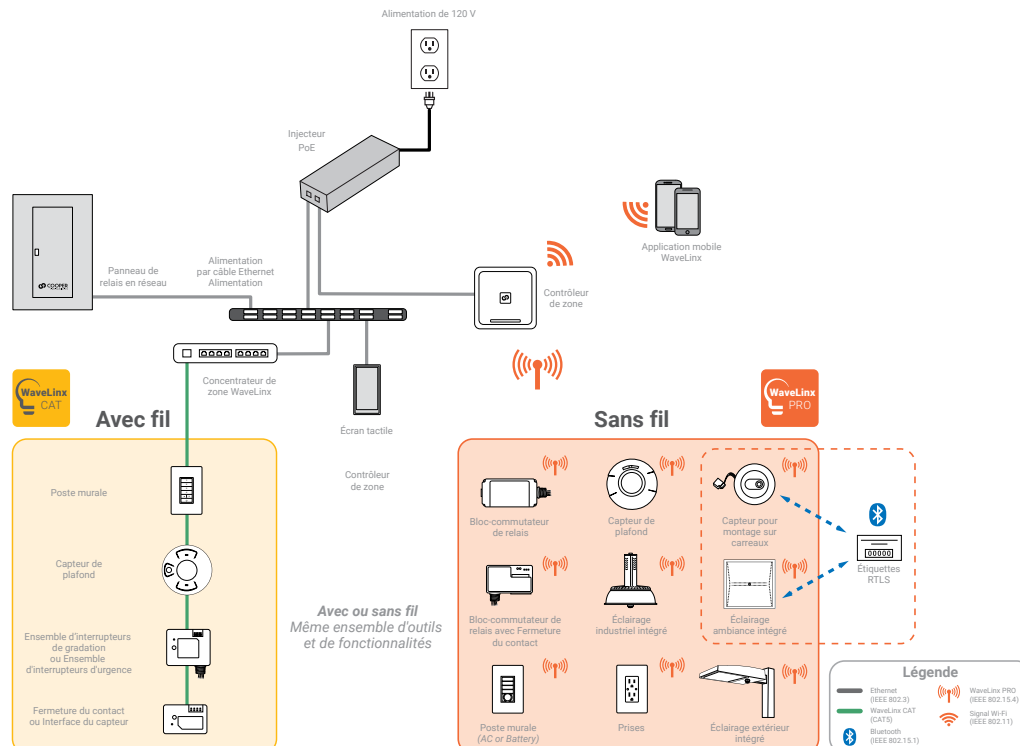 Alimentation de 120 V
Injecteur
PoE
Application mobile
WaveLinx
Panneau de
relais en réseau
Alimentation
par câble Ethernet
Alimentation
Contrôleur
de zone
COOPER
Concentrateur de
zone WaveLinx
Écran tactile
Contrôleur
de zone
WaveLinx
CAT
Avec fil
Poste murale
Capteur de
plafond
Ensemble d'interrupteurs
de gradation
ou Ensemble
d'interrupteurs d'urgence
Fermeture du contact
ou Interface du capteur
Avec ou sans fil
Même ensemble d'outils
et de fonctionnalités
Sans fil
WaveLinx
PRO
Bloc-commutateur
de relais
Capteur de
plafond
Capteur pour
montage sur
carreaux
Étiquettes
RTLS
Bloc-commutateur de
relais avec Fermeture
du contact
Éclairage
industriel intégré
Éclairage
ambiance intégré
Poste murale
(AC or Battery)
Prises
Éclairage extérieur
intégré
Légende
Ethernet
(IEEE 802.3)
WaveLinx CAT
(CAT5)
Bluetooth
(IEEE 802.15.1)
WaveLinx PRO
(IEEE 802.15.4)
Signal Wi-Fi
(IEEE 802.11)